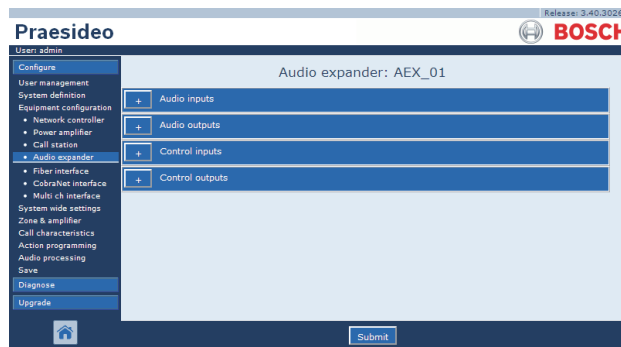 Release: 3.40.3026
Praesideo
BOSCH
User: admin
Configure
User management
System definition
Equipment configuration
• Network controller
• Power amplifier
• Call station
• Audio expander
• Fiber interface
• CobraNet interface
• Multi ch interface
System wide settings
Zone & amplifier
Call characteristics
Action programming
Audio processing
Save
Diagnose
Upgrade
Audio expander: AEX_01
+ Audio inputs
+ Audio outputs
+ Control inputs
+ Control outputs
Submit